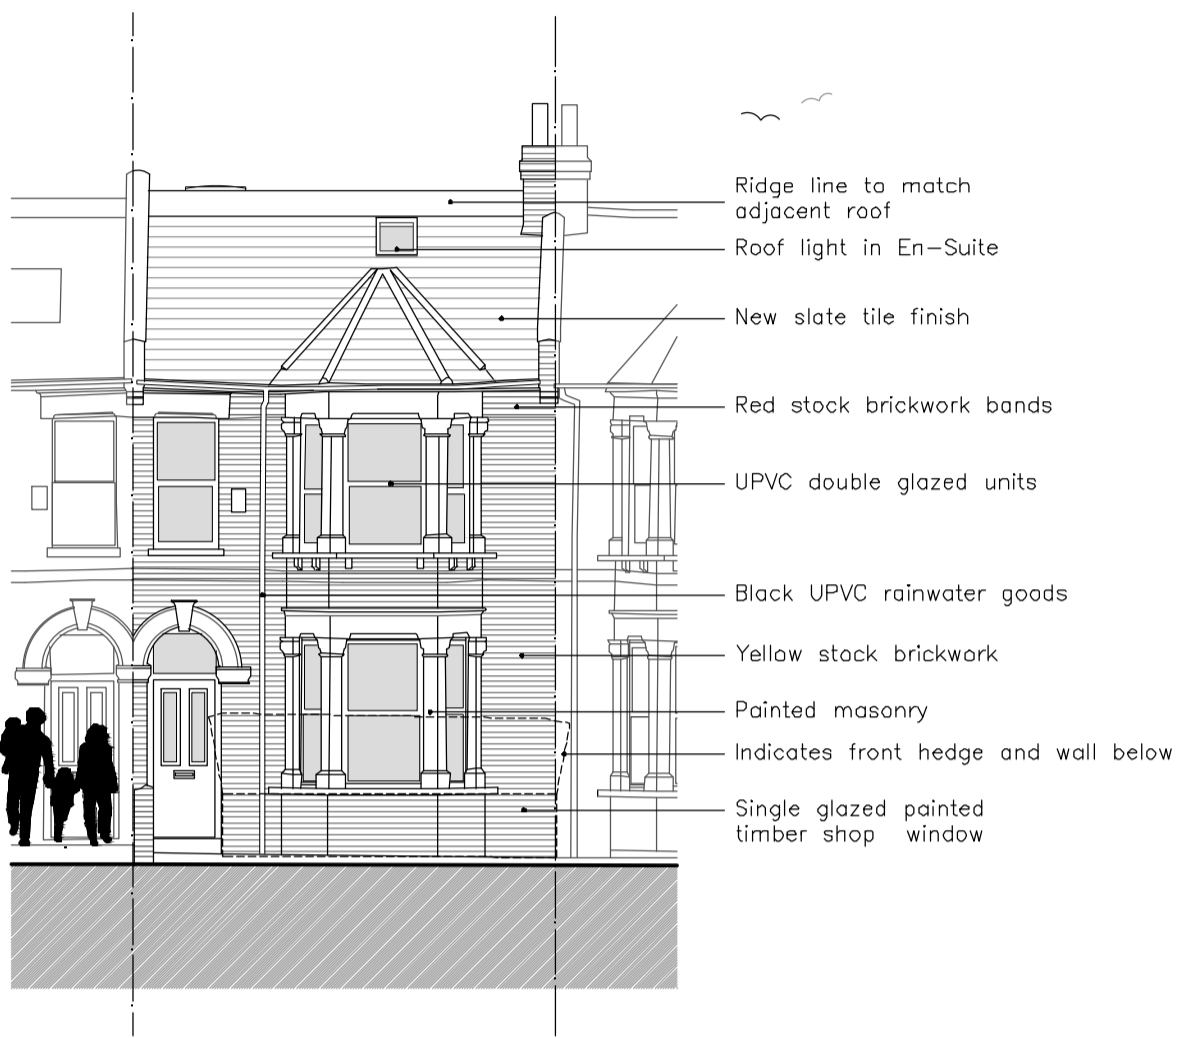 Ridge line to match
adjacent roof
Roof light in En-Suite
New slate tile finish
Red stock brickwork bands
UPVC double glazed units
Black UPVC rainwater goods
Yellow stock brickwork
Painted masonry
Indicates front hedge and wall below
Single glazed painted
timber shop window